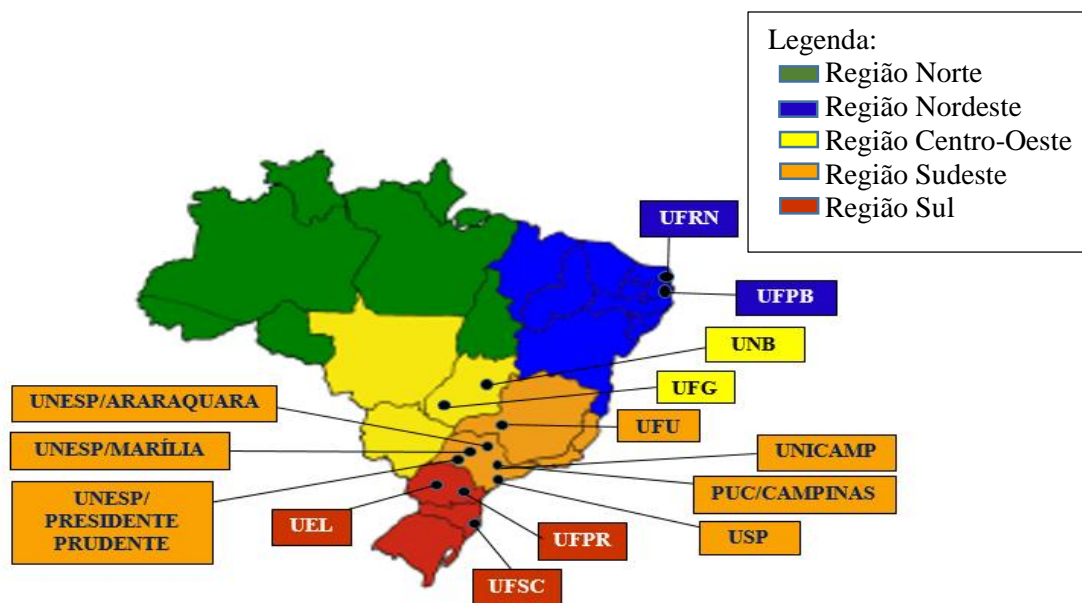 Legenda:
Região Norte
Região Nordeste
Região Centro-Oeste
Região Sudeste
Região Sul
UFRN
UFPB
UNB
UFG
UNESP/ARARAQUARA
UFU
UNESP/MARÍLIA
UNICAMP
PUC/CAMPINAS
UNESP/
PRESIDENTE
PRUDENTE
UEL
UFPR
USP
UFSC